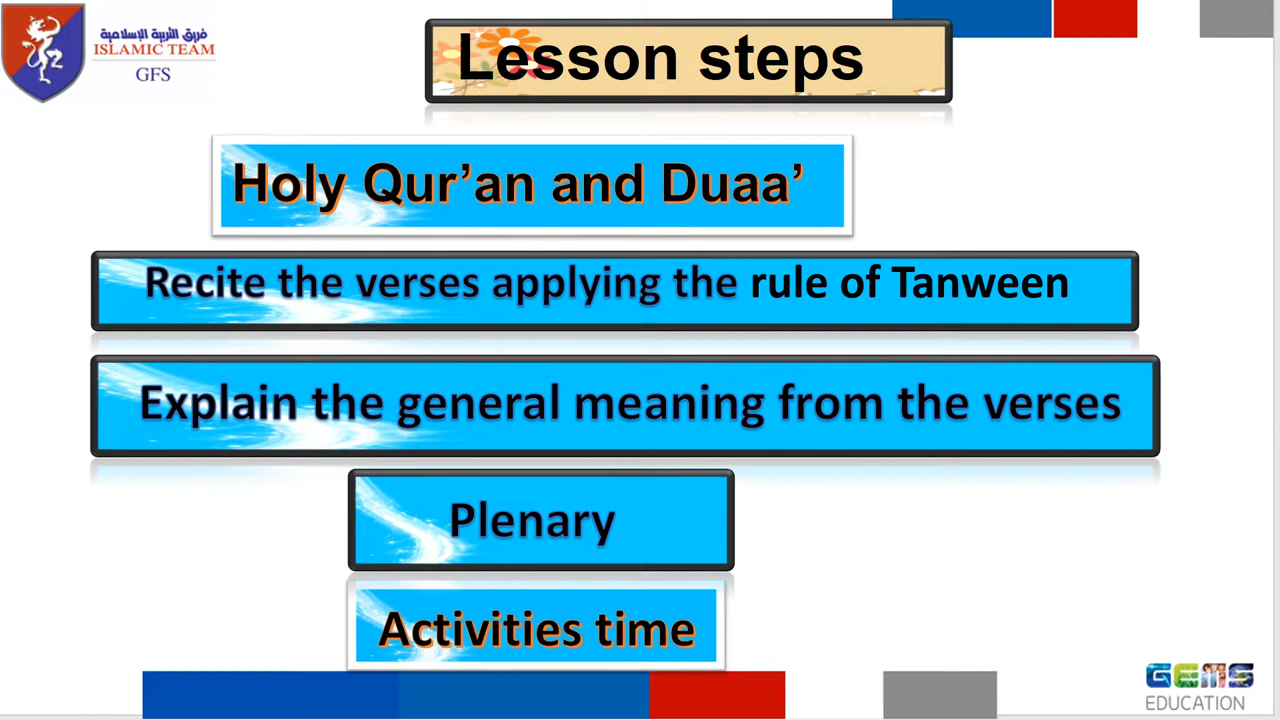 فريق التربية الإسلامية
ISLAMIC TEAM
GFS
Lesson steps
Holy Qur’an and Duaa’
Recite the verses applying the rule of Tanween
Explain the general meaning from the verses
Plenary
Activities time
GEMS
EDUCATION